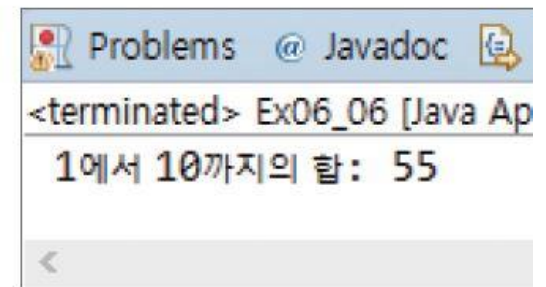 Problems @ Javadoc
<terminated> Ex06_06 [Java Ap
1에서 10까지의 합: 55